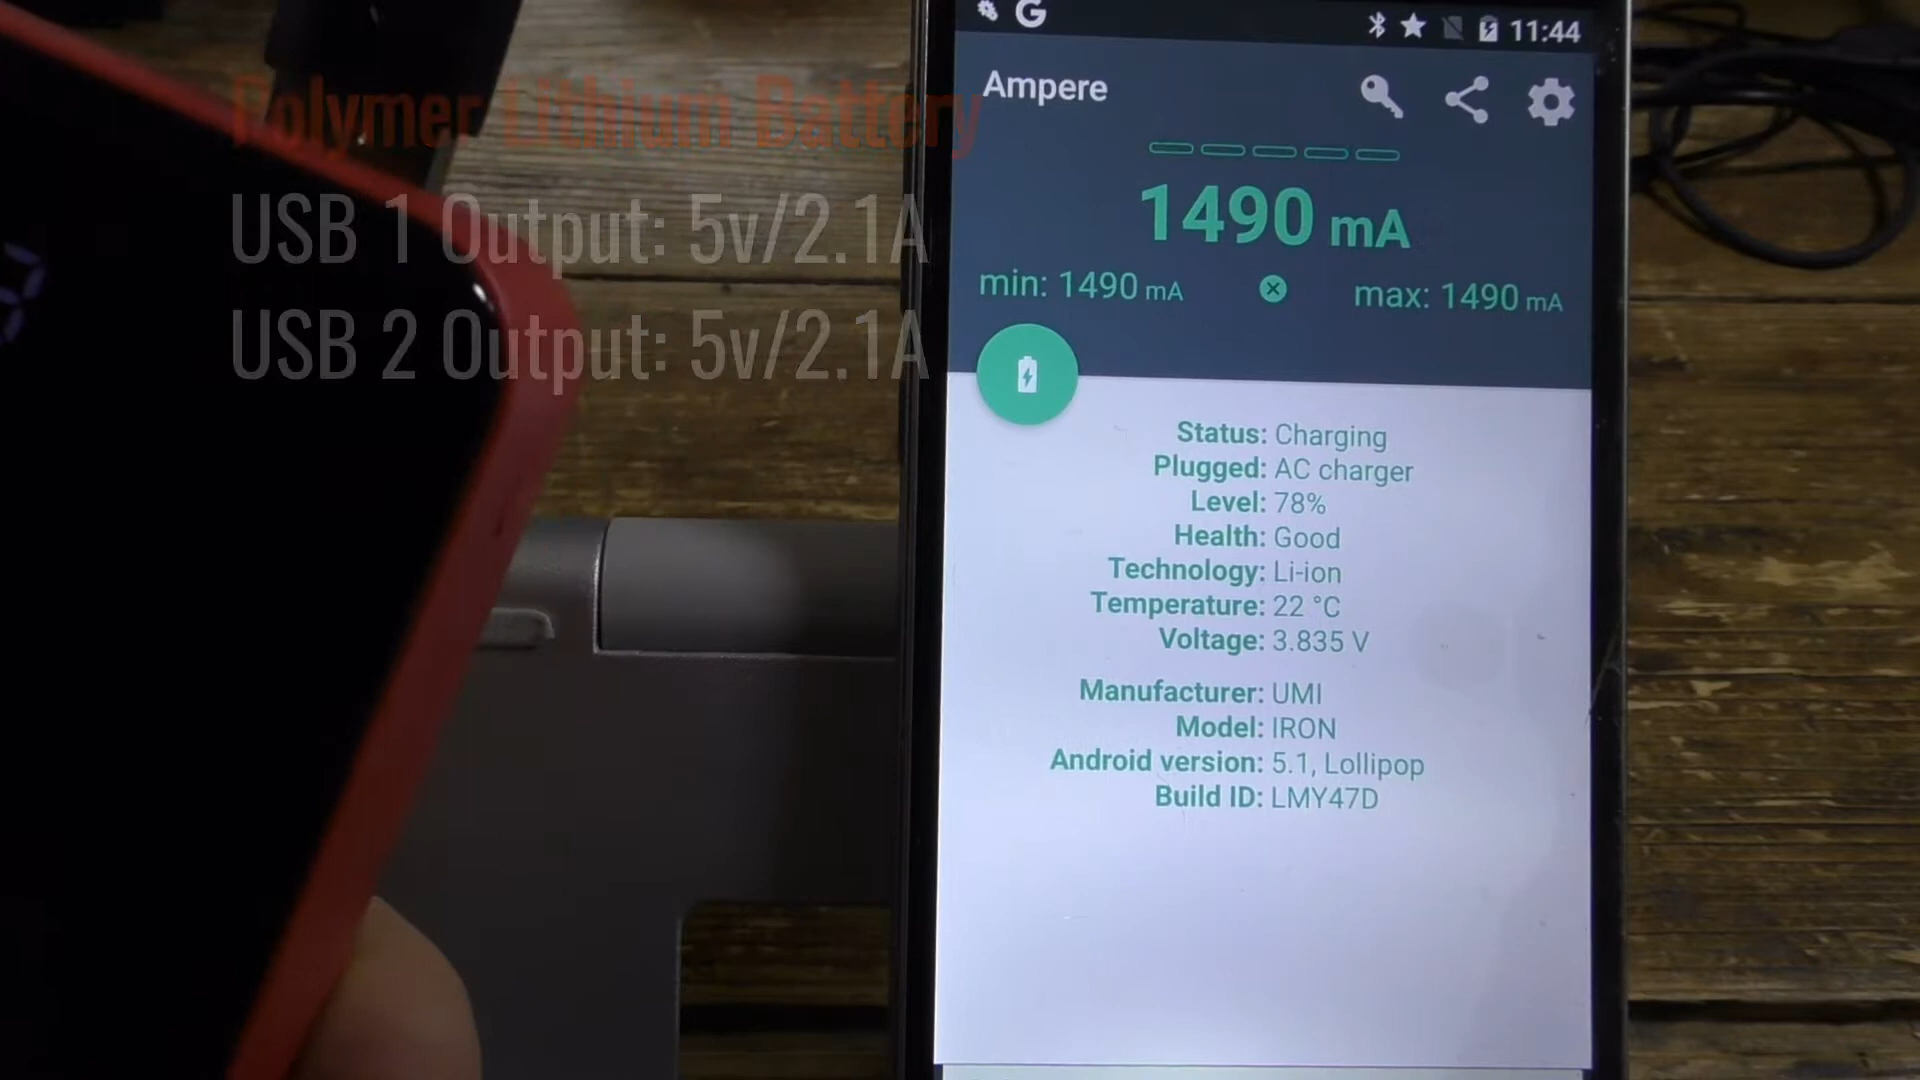 Polymer Lithium Battery
USB 1 Output: 5v/2.1A
USB 2 Output: 5v/2.1A
G
11:44
Ampere
1490 mA
min: 1490 mA
max: 1490 mA
Status: Charging
Plugged: AC charger
Level: 78%
Health: Good
Technology: Li-ion
Temperature: 22 °C
Voltage: 3.835 V
Manufacturer: UMI
Model: IRON
Android version: 5.1, Lollipop
Build ID: LMY47D